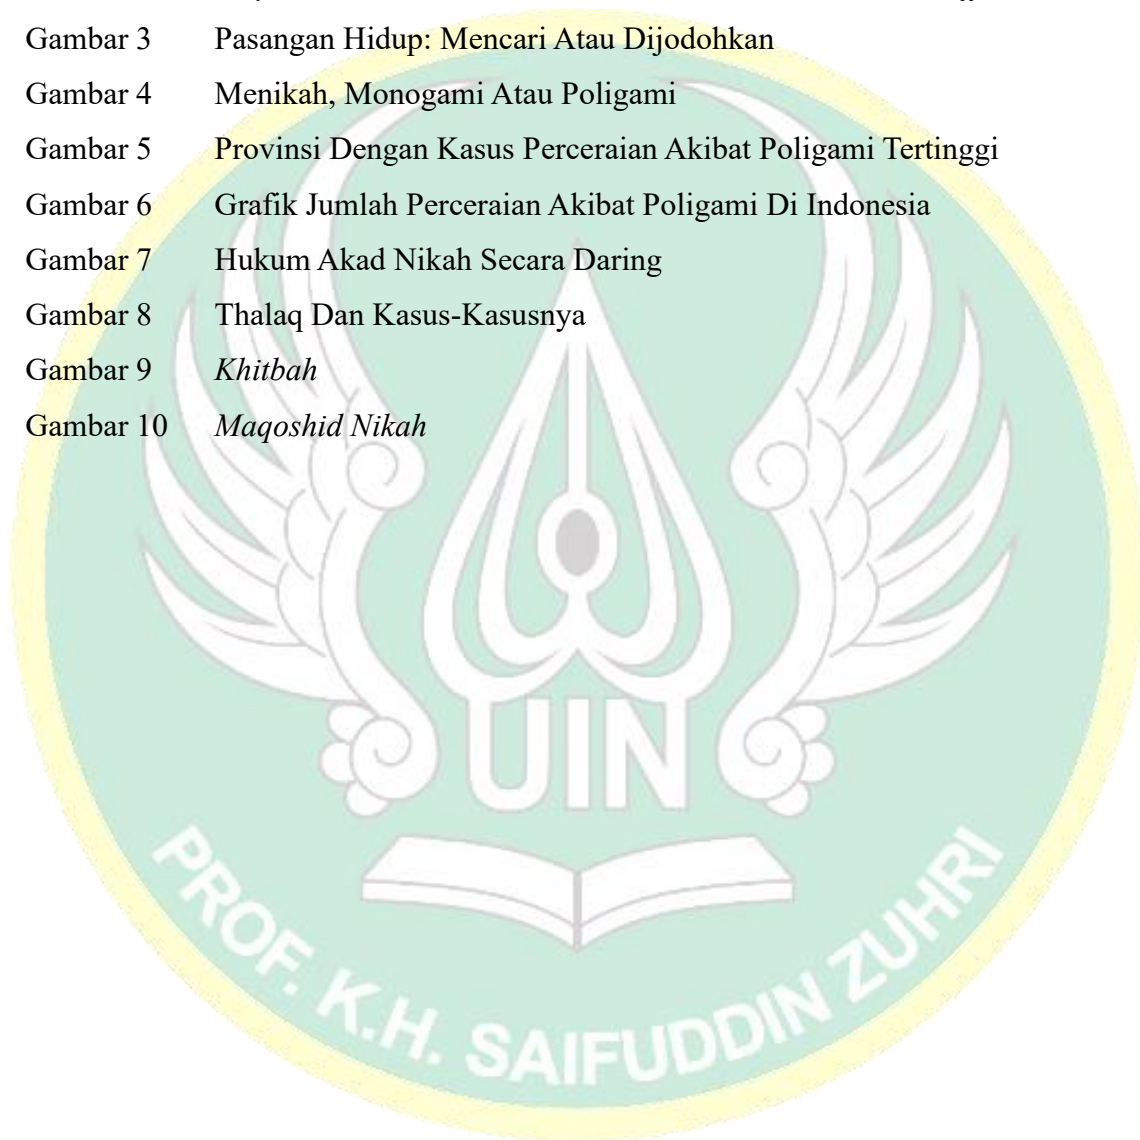 Gambar 3 Pasangan Hidup: Mencari Atau Dijodohkan
Gambar 4 Menikah, Monogami Atau Poligami
Gambar 5 Provinsi Dengan Kasus Perceraian Akibat Poligami Tertinggi
Gambar 6 Grafik Jumlah Perceraian Akibat Poligami Di Indonesia
Gambar 7 Hukum Akad Nikah Secara Daring
Gambar 8 Thalaq Dan Kasus-Kasusnya
Gambar 9 Khitbah
Gambar 10 Maqoshid Nikah
UIN
PROF. K.H. SAIFUDDIN ZUHRI